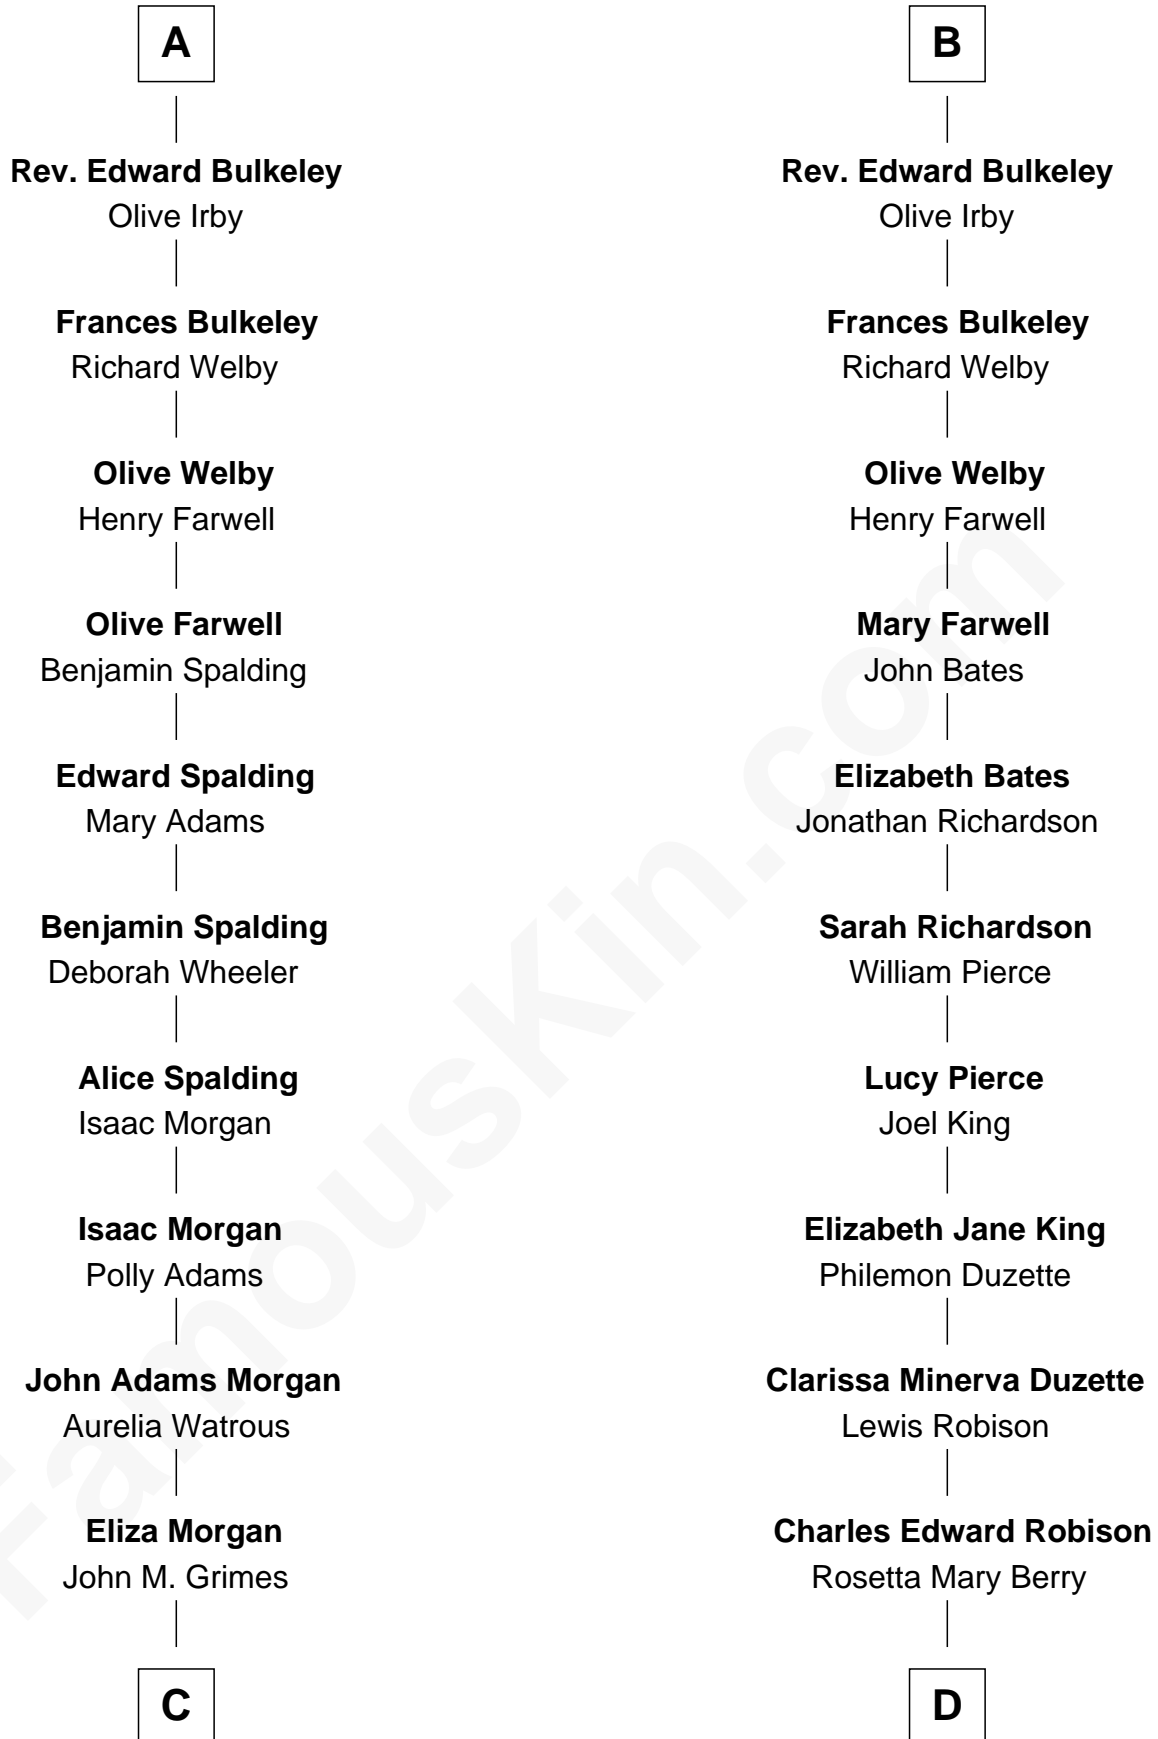 A
Rev. Edward Bulkeley
Olive Irby
Frances Bulkeley
Richard Welby
Olive Welby
Henry Farwell
Olive Farwell
Benjamin Spalding
Edward Spalding
Mary Adams
Benjamin Spalding
Deborah Wheeler
Alice Spalding
Isaac Morgan
Isaac Morgan
Polly Adams
John Adams Morgan
Aurelia Watrous
Eliza Morgan
John M. Grimes
C
B
Rev. Edward Bulkeley
Olive Irby
Frances Bulkeley
Richard Welby
Olive Welby
Henry Farwell
Mary Farwell
John Bates
Elizabeth Bates
Jonathan Richardson
Sarah Richardson
William Pierce
Lucy Pierce
Joel King
Elizabeth Jane King
Philemon Duzette
Clarissa Minerva Duzette
Lewis Robison
Charles Edward Robison
Rosetta Mary Berry
D
FamousKin.com